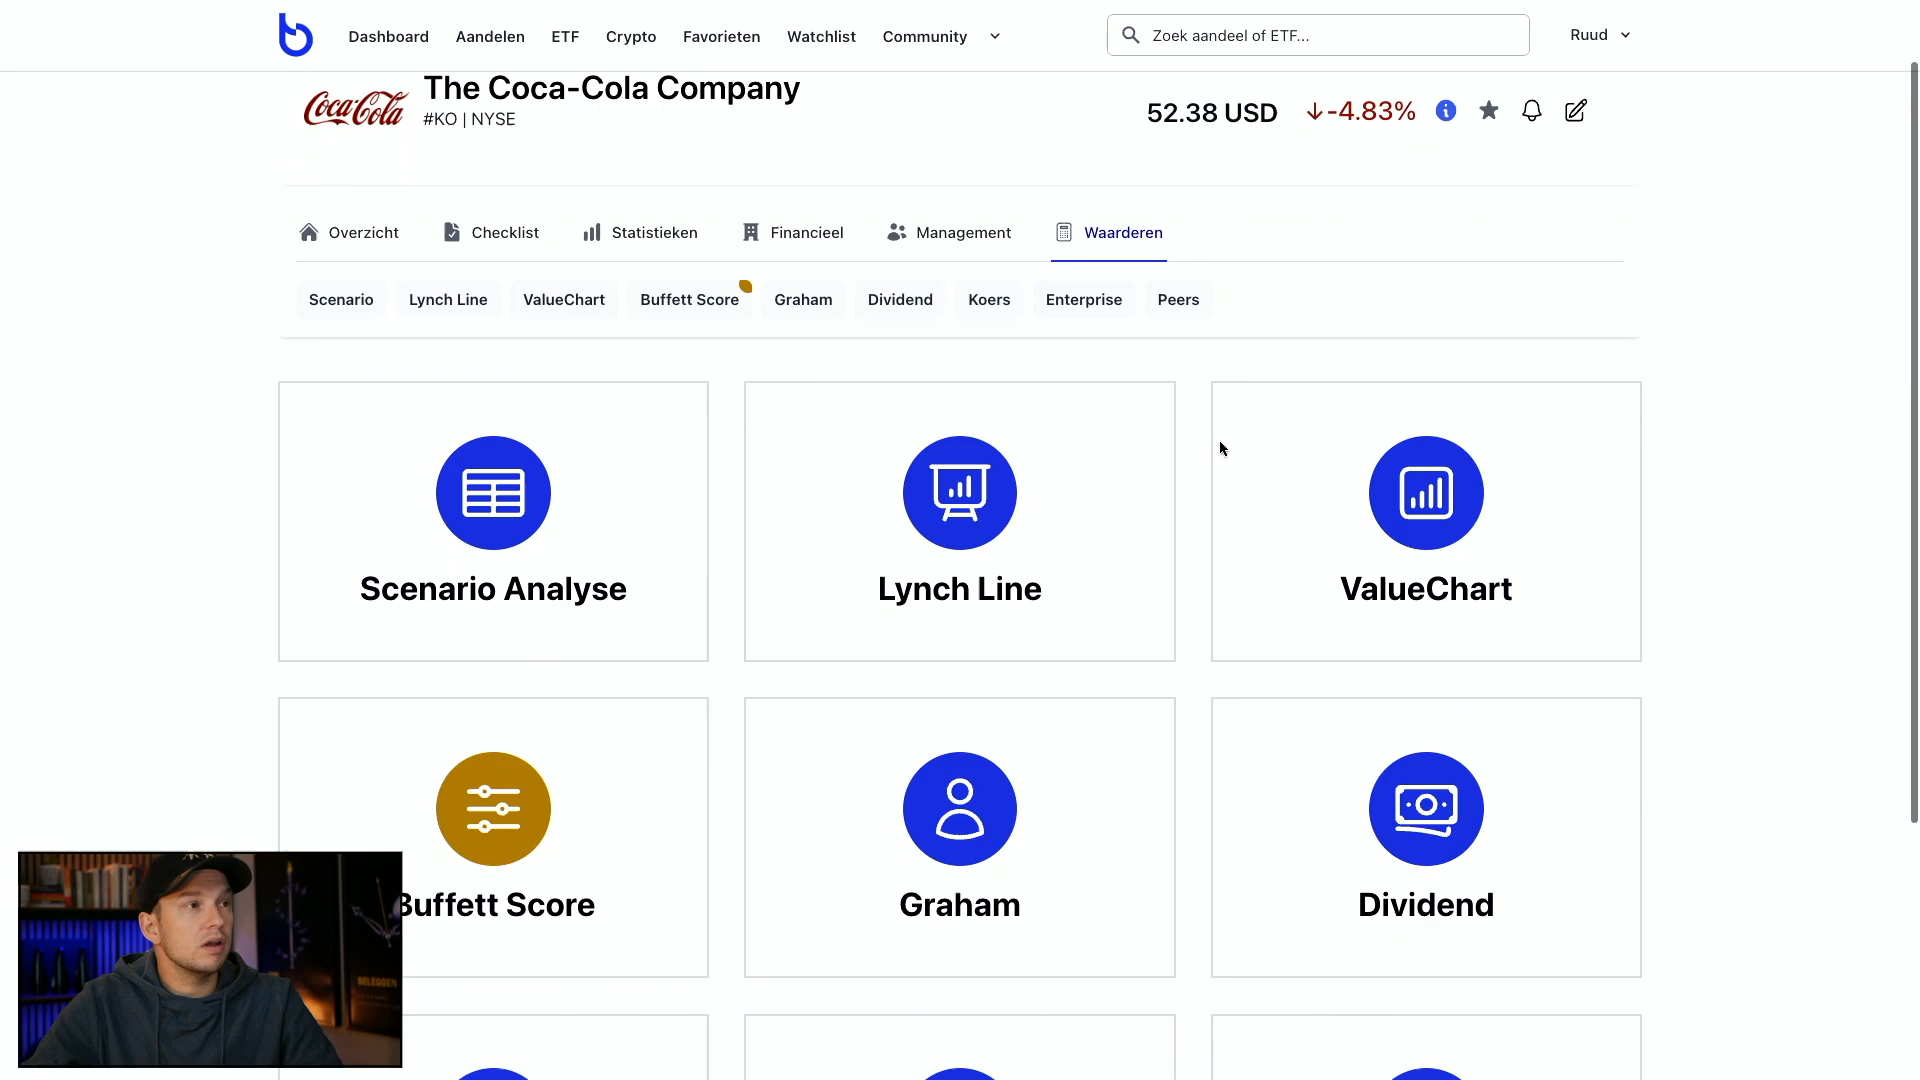 Dashboard Aandelen ETF Crypto Favorieten Watchlist Community
Zoek aandeel of ETF...
Ruud
Coca-Cola
The Coca-Cola Company
#KO | NYSE
52.38 USD
-4.83%
Overzicht Checklist Statistieken Financieel Management Waarderen
Scenario Lynch Line ValueChart Buffett Score Graham Dividend Koers Enterprise Peers
Scenario Analyse
Lynch Line
ValueChart
Buffett Score
Graham
Dividend
BELEGGEN